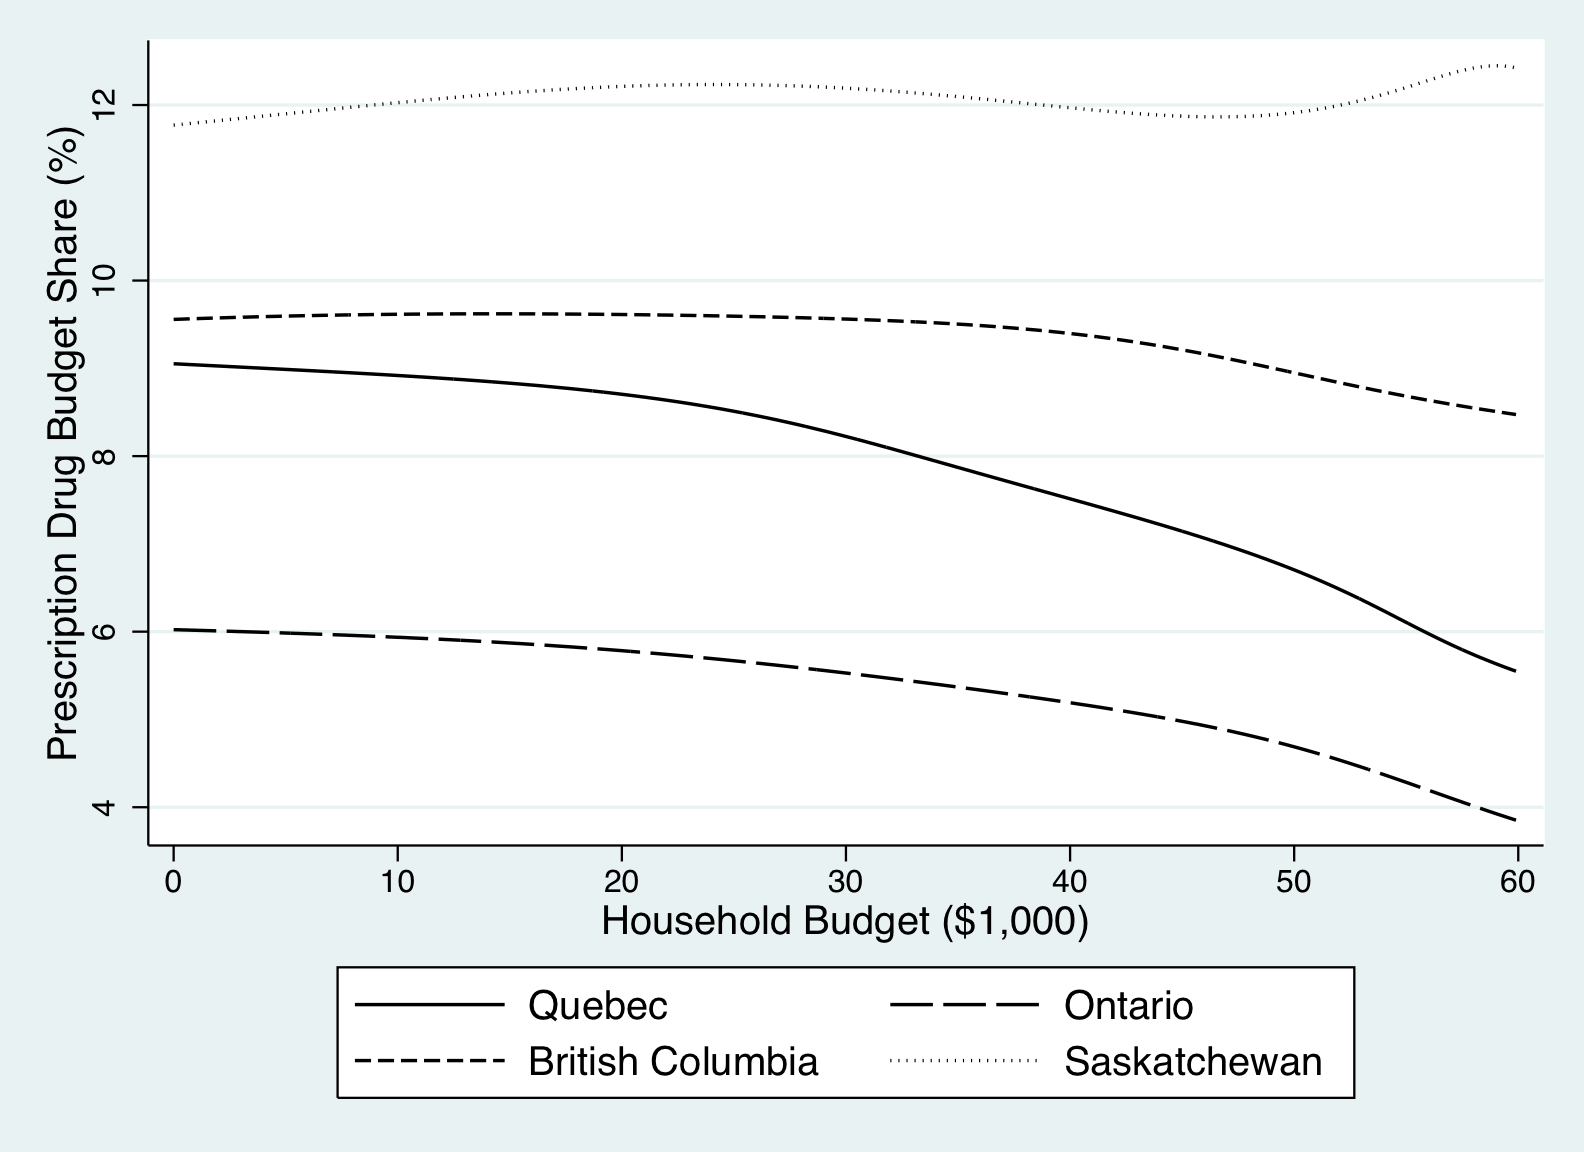 Prescription Drug Budget Share (%)
12
10
8
6
4
0 10 20 30 40 50 60
Household Budget ($1,000)
Quebec Ontario
British Columbia Saskatchewan